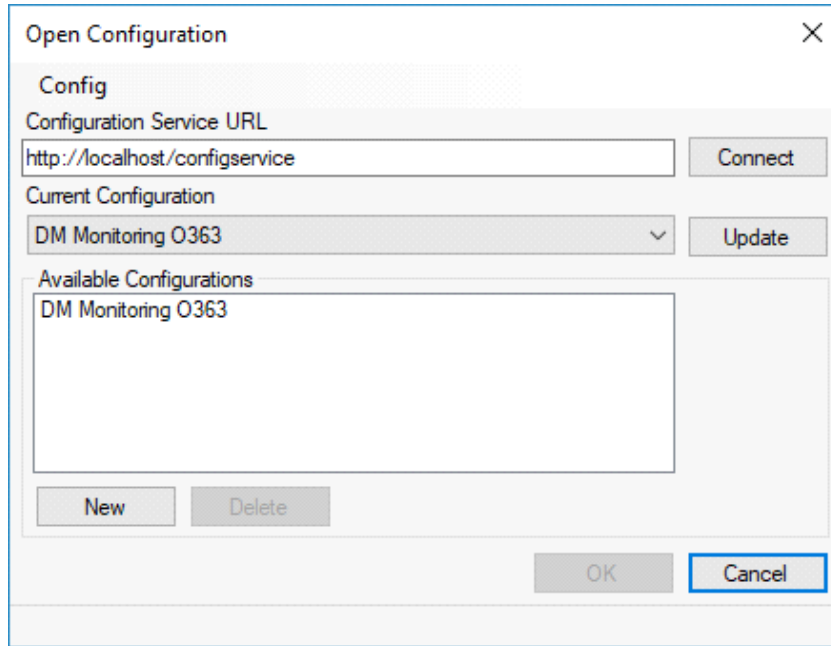 Open Configuration
Config
Configuration Service URL
http://localhost/configservice
Connect
Current Configuration
DM Monitoring O363
Update
Available Configurations
DM Monitoring O363
New
Delete
OK
Cancel